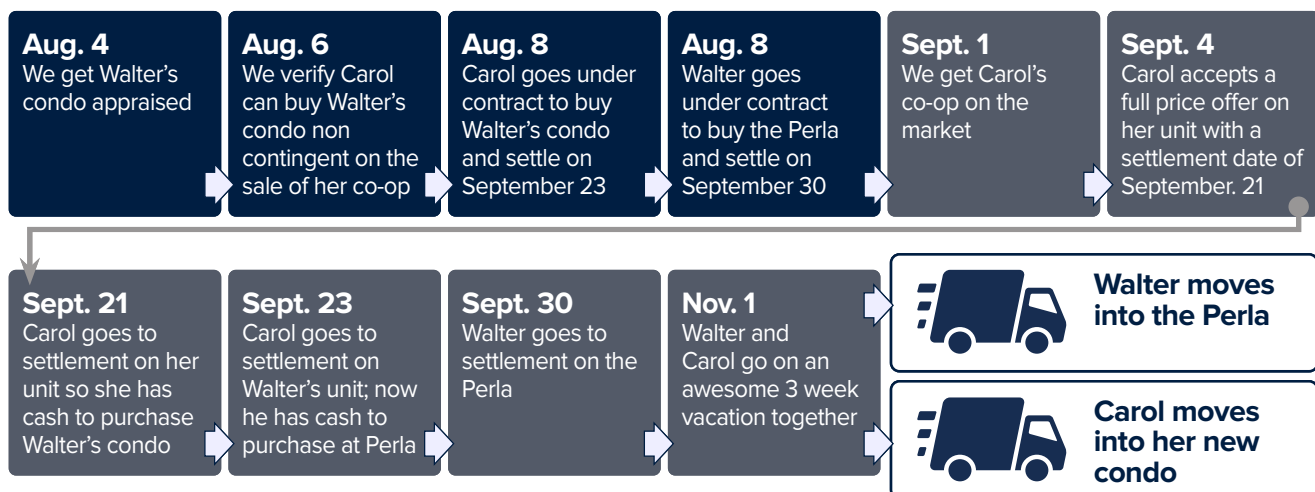 Aug. 4
We get Walter's
condo appraised
Aug. 6
We verify Carol
can buy Walter's
condo non
contingent on the
sale of her co-op
Aug. 8
Carol goes under
contract to buy
Walter's condo
and settle on
September 23
Aug. 8
Walter goes
under contract
to buy the Perla
and settle on
September 30
Sept. 1
We get Carol's
co-op on the
market
Sept. 4
Carol accepts a
full price offer on
her unit with a
settlement date of
September. 21
Sept. 21
Carol goes to
settlement on her
unit so she has
cash to purchase
Walter's condo
Sept. 23
Carol goes to
settlement on
Walter's unit; now
he has cash to
purchase at Perla
Sept. 30
Walter goes to
settlement on the
Perla
Nov. 1
Walter and
Carol go on an
awesome 3 week
vacation together
Walter moves
into the Perla
Carol moves
into her new
condo